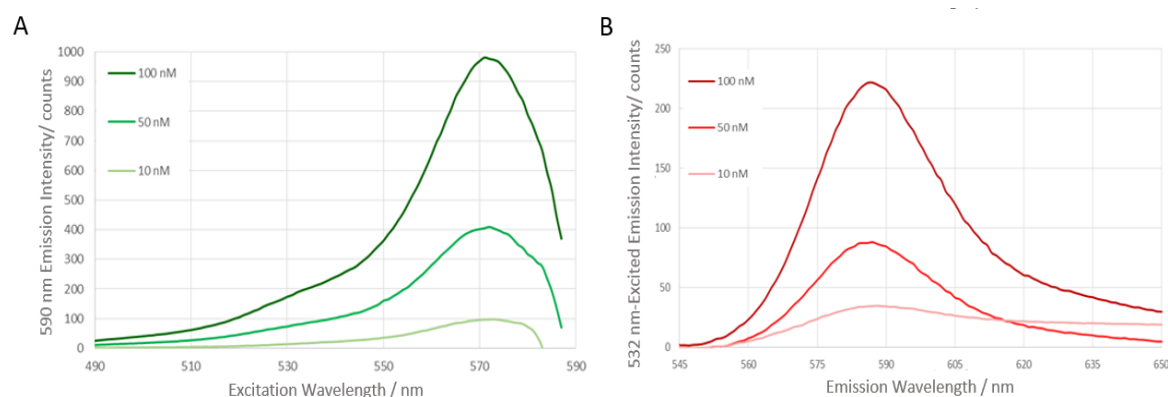 A
590 nm Emission Intensity/ counts
1000
900
800
700
600
500
400
300
200
100
0
100 nM
50 nM
10 nM
490
510
530
550
570
590
Excitation Wavelength / nm
B
532 nm-Excited Emission Intensity/ counts
250
200
150
100
50
0
100 nM
50 nM
10 nM
545
560
575
590
605
620
635
650
Emission Wavelength / nm